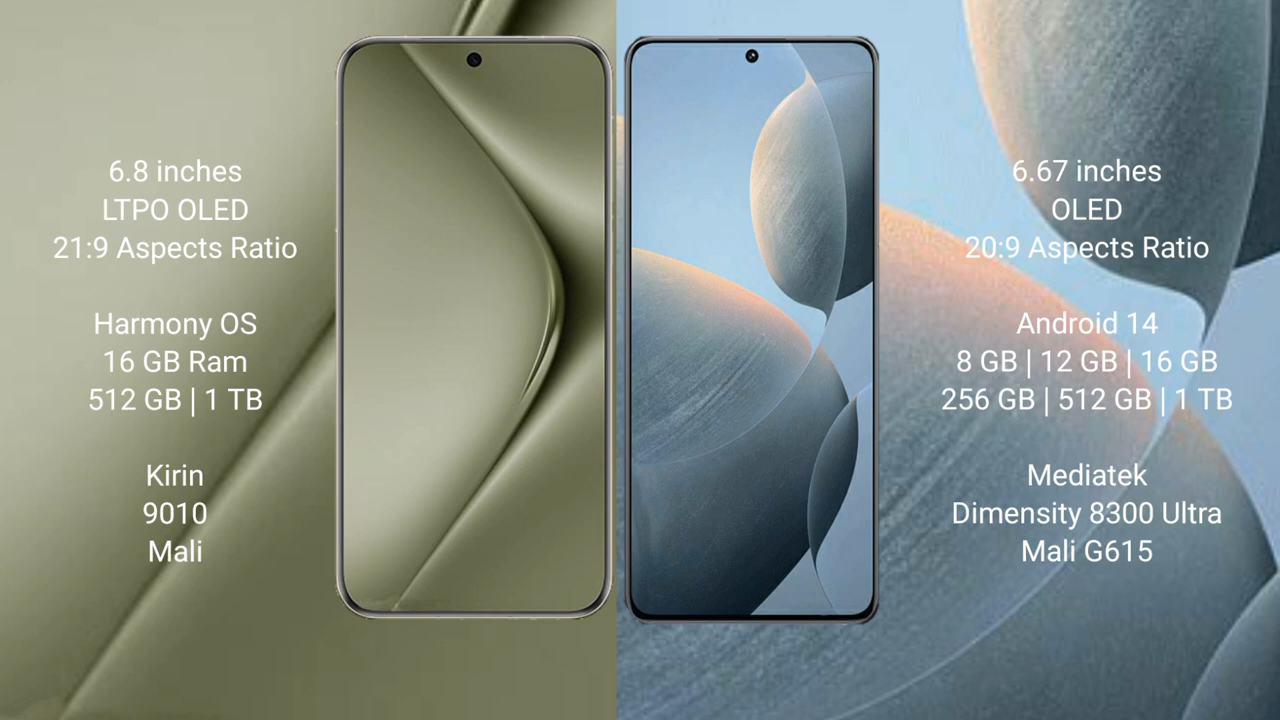 6.8 inches
LTPO OLED
21:9 Aspects Ratio
Harmony OS
16 GB Ram
512 GB | 1 TB
Kirin
9010
Mali
6.67 inches
OLED
20:9 Aspects Ratio
Android 14
8 GB | 12 GB | 16 GB
256 GB | 512 GB | 1 TB
Mediatek
Dimensity 8300 Ultra
Mali G615